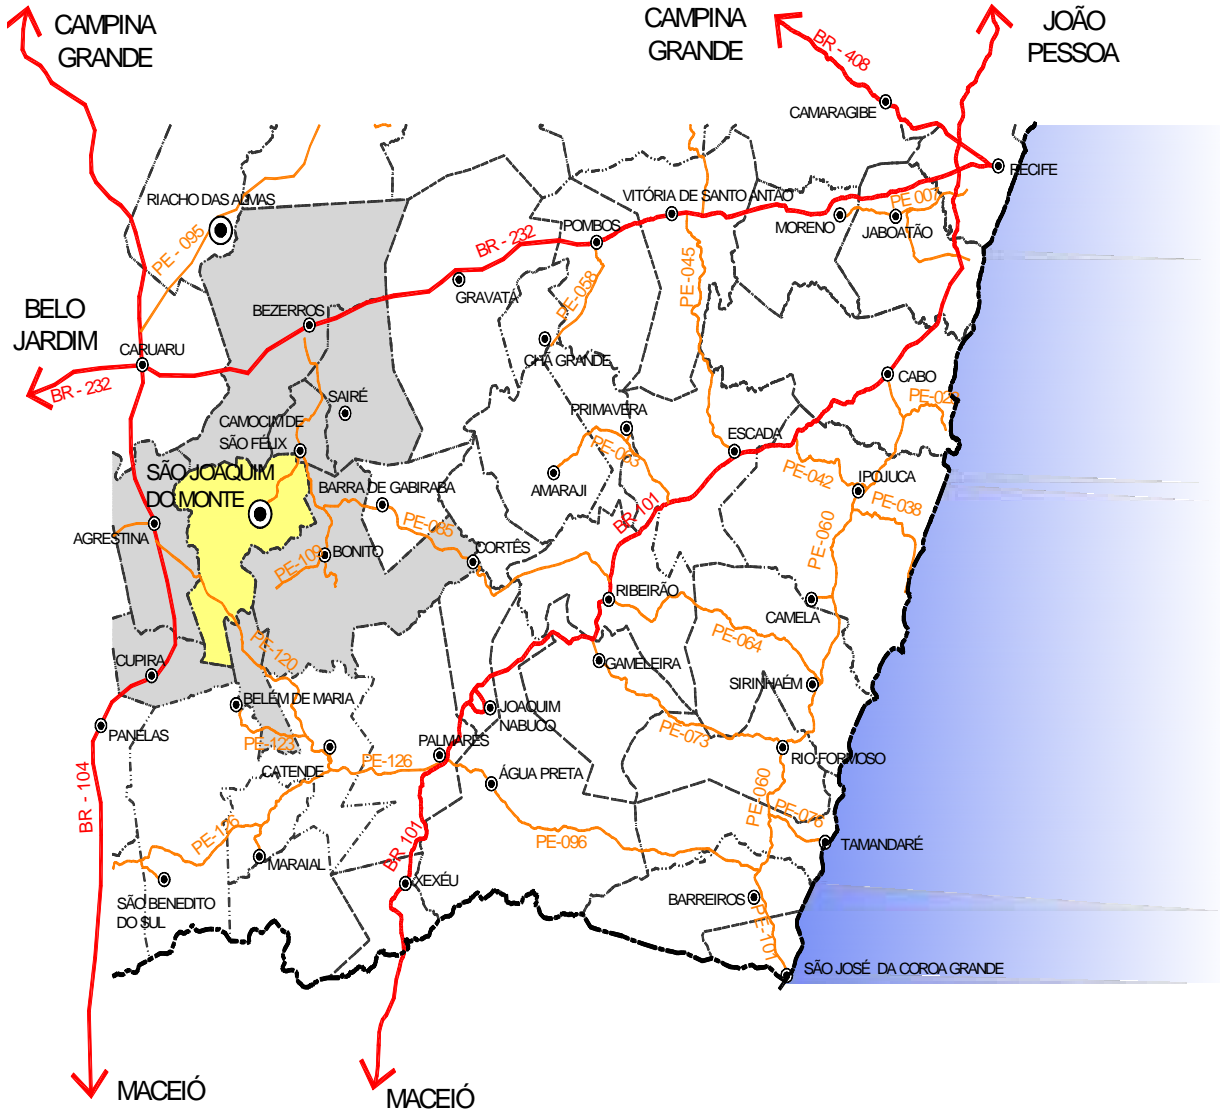 CAMPINA
GRANDE
CAMPINA
GRANDE
JOÃO
PESSOA
BR - 408
CAMARAGIBE
RECIFE
RIACHO DAS ALMAS
VITÓRIA DE SANTO ANTÃO
PE 007
MORENO
JABOATÃO
POMBOS
BR - 232
PE - 095
PE-045
GRAVATÁ
PE-058
BELO
JARDIM
BEZERROS
CARUARU
CHÃ GRANDE
BR - 232
CABO
SAIRÉ
PRIMAVERA
CAMOCIM DE
SÃO FÉLIX
ESCADA
PE-063
SÃO JOAQUIM
DO MONTE
BARRA DE GABIRABA
AMARAJI
PE-042
IPOJUCA
PE-038
BR 101
PE-085
PE-060
AGRESTINA
BONITO
CORTÊS
PE-109
RIBEIRÃO
CAMELA
PE-064
PE-120
CUPIRA
GAMELEIRA
SIRINHAÉM
BELÉM DE MARIA
JOAQUIM
NABUCO
PANELAS
PE-123
PE-073
PALMARES
RIO FORMOSO
CATENDE
PE-126
ÁGUA PRETA
PE-060
BR - 104
PE-126
PE-076
BR 101
PE-096
TAMANDARÉ
MARAIAL
XEXÉU
SÃO BENEDITO
DO SUL
BARREIROS
PE-101
SÃO JOSÉ DA COROA GRANDE
MACEIÓ
MACEIÓ